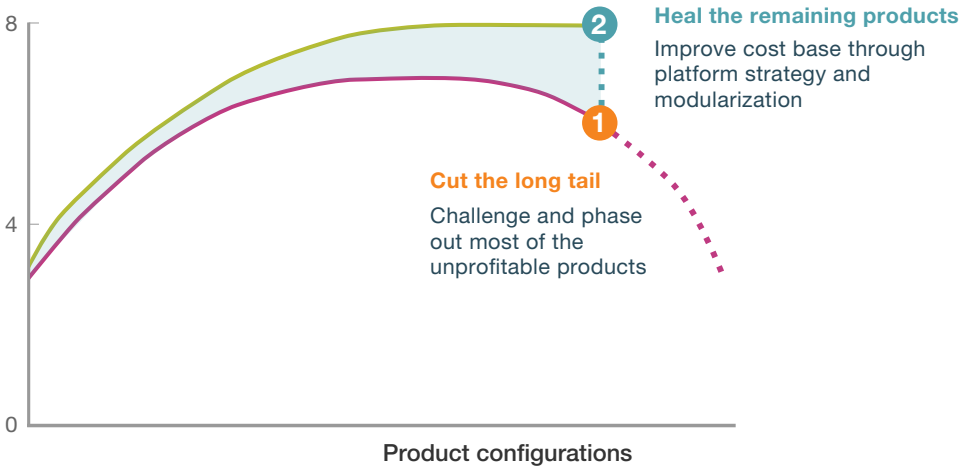 8
2
Heal the remaining products
Improve cost base through
platform strategy and
modularization
1
Cut the long tail
Challenge and phase
out most of the
unprofitable products
4
0
Product configurations